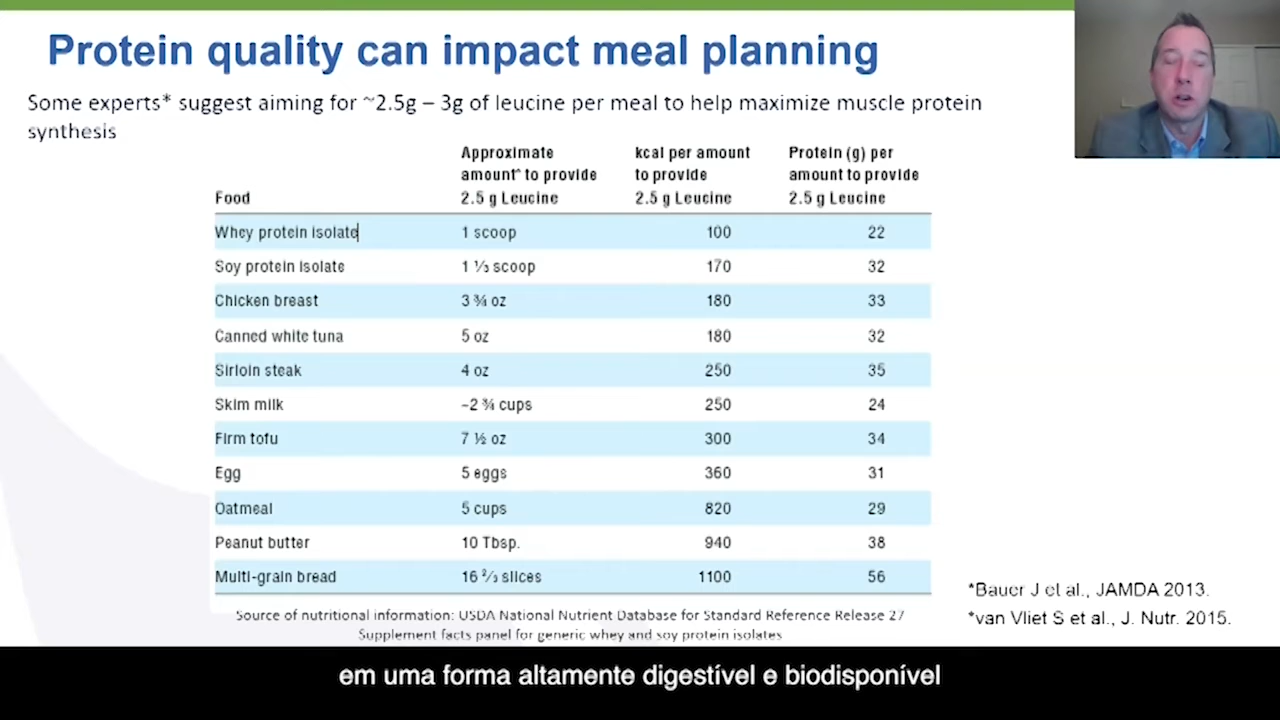 Protein quality can impact meal planning
Some experts* suggest aiming for ~2.5g – 3g of leucine per meal to help maximize muscle protein
synthesis
Food
Approximate amount^ to provide 2.5 g Leucine
kcal per amount to provide 2.5 g Leucine
Protein (g) per amount to provide 2.5 g Leucine
Whey protein isolate 1 scoop 100 22
Soy protein isolate 1 ⅓ scoop 170 32
Chicken breast 3 ¾ oz 180 33
Canned white tuna 5 oz 180 32
Sirloin steak 4 oz 250 35
Skim milk ~2 ¾ cups 250 24
Firm tofu 7 ½ oz 300 34
Egg 5 eggs 360 31
Oatmeal 5 cups 820 29
Peanut butter 10 Tbsp. 940 38
Multi-grain bread 16 ⅔ slices 1100 56
Source of nutritional information: USDA National Nutrient Database for Standard Reference Release 27
Supplement facts panel for generic whey and soy protein isolates
*Bauer J et al., JAMDA 2013.
*van Vliet S et al., J. Nutr. 2015.
em uma forma altamente digestível e biodisponível